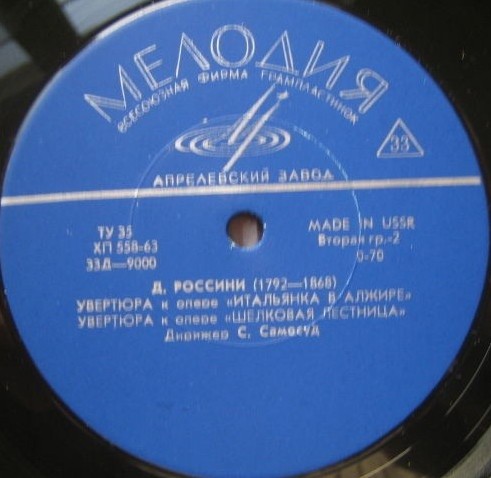 МЕЛОДИЯ
ВСЕСОЮЗНАЯ ФИРМА ГРАМПЛАСТИНОК
33
АПРЕЛЕВСКИЙ ЗАВОД
ТУ 35
ХП 558-63
33Д—9000
MADE IN USSR
Вторая гр.-2
0-70
Д. РОССИНИ (1792—1868)
УВЕРТЮРА к опере «ИТАЛЬЯНКА В АЛЖИРЕ»
УВЕРТЮРА к опере «ШЕЛКОВАЯ ЛЕСТНИЦА»
Дирижер С. Самосуд